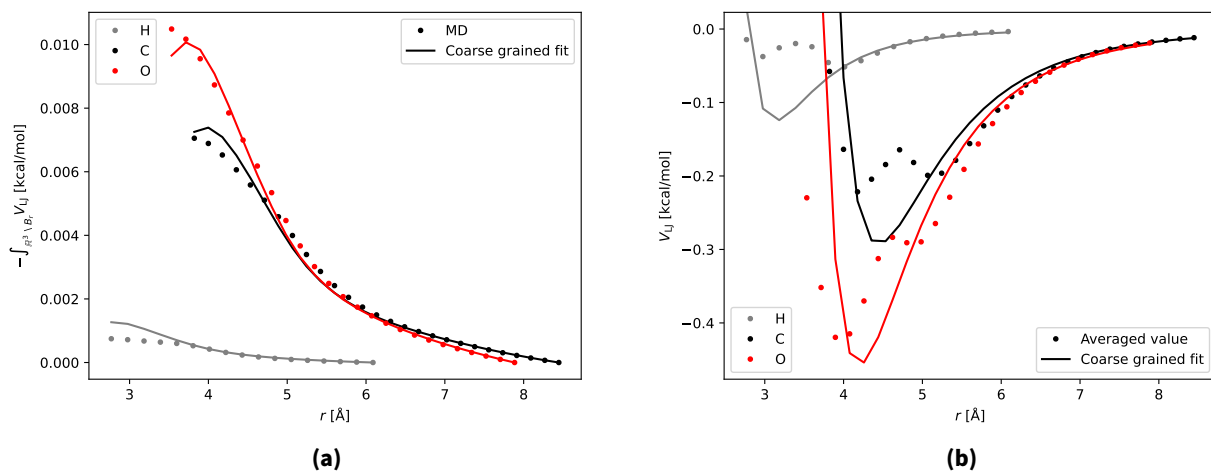 H
C
O
MD
Coarse grained fit
0.010
0.008
0.006
0.004
0.002
0.000
−∫ℝ³∖Bᵣ V_LJ [kcal/mol]
3 4 5 6 7 8
r [Å]
(a)
0.0
−0.1
−0.2
−0.3
−0.4
V_LJ [kcal/mol]
H
C
O
Averaged value
Coarse grained fit
3 4 5 6 7 8
r [Å]
(b)